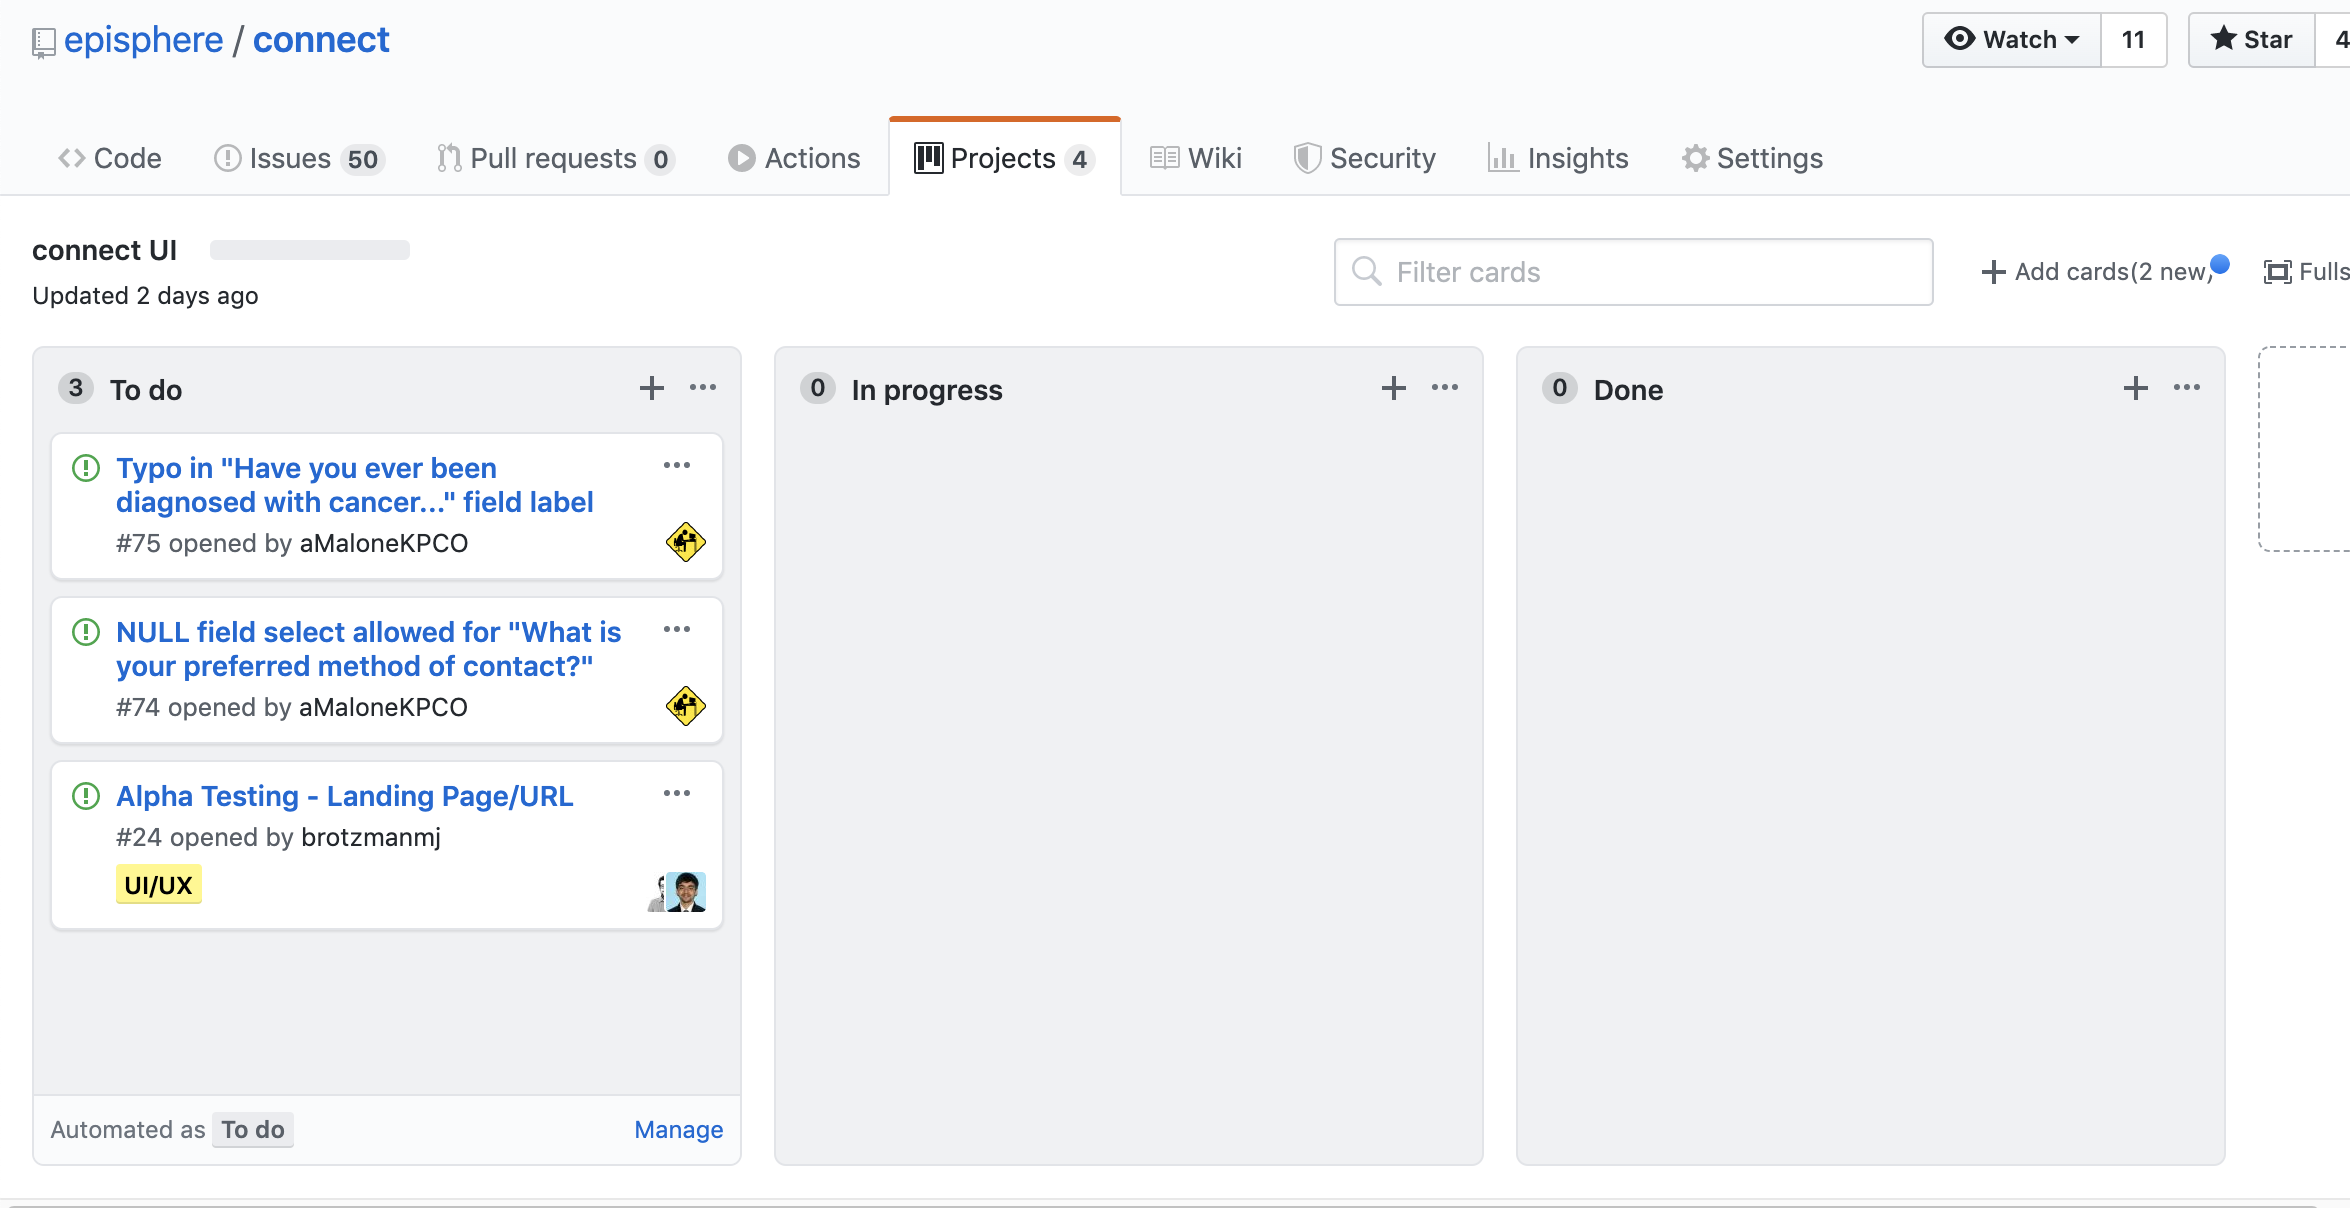 episphere / connect
Watch 11 Star 4
Code Issues 50 Pull requests 0 Actions Projects 4 Wiki Security Insights Settings
connect UI
Updated 2 days ago
Filter cards
Add cards(2 new)
3 To do
Typo in "Have you ever been
diagnosed with cancer..." field label
#75 opened by aMaloneKPCO
NULL field select allowed for "What is
your preferred method of contact?"
#74 opened by aMaloneKPCO
Alpha Testing - Landing Page/URL
#24 opened by brotzmanmj
UI/UX
Automated as To do Manage
0 In progress
0 Done